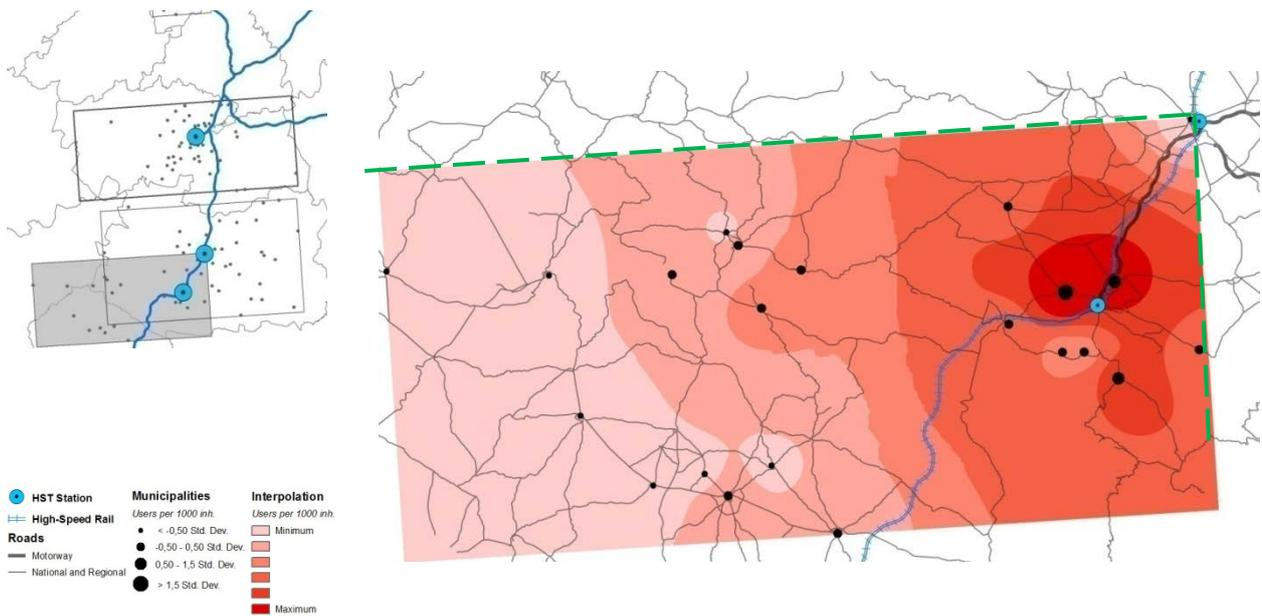 HST Station
High-Speed Rail
Roads
Motorway
National and Regional
Municipalities
Users per 1000 inh.
< -0,50 Std. Dev.
-0,50 - 0,50 Std. Dev.
0,50 - 1,5 Std. Dev.
> 1,5 Std. Dev.
Interpolation
Users per 1000 inh.
Minimum
Maximum